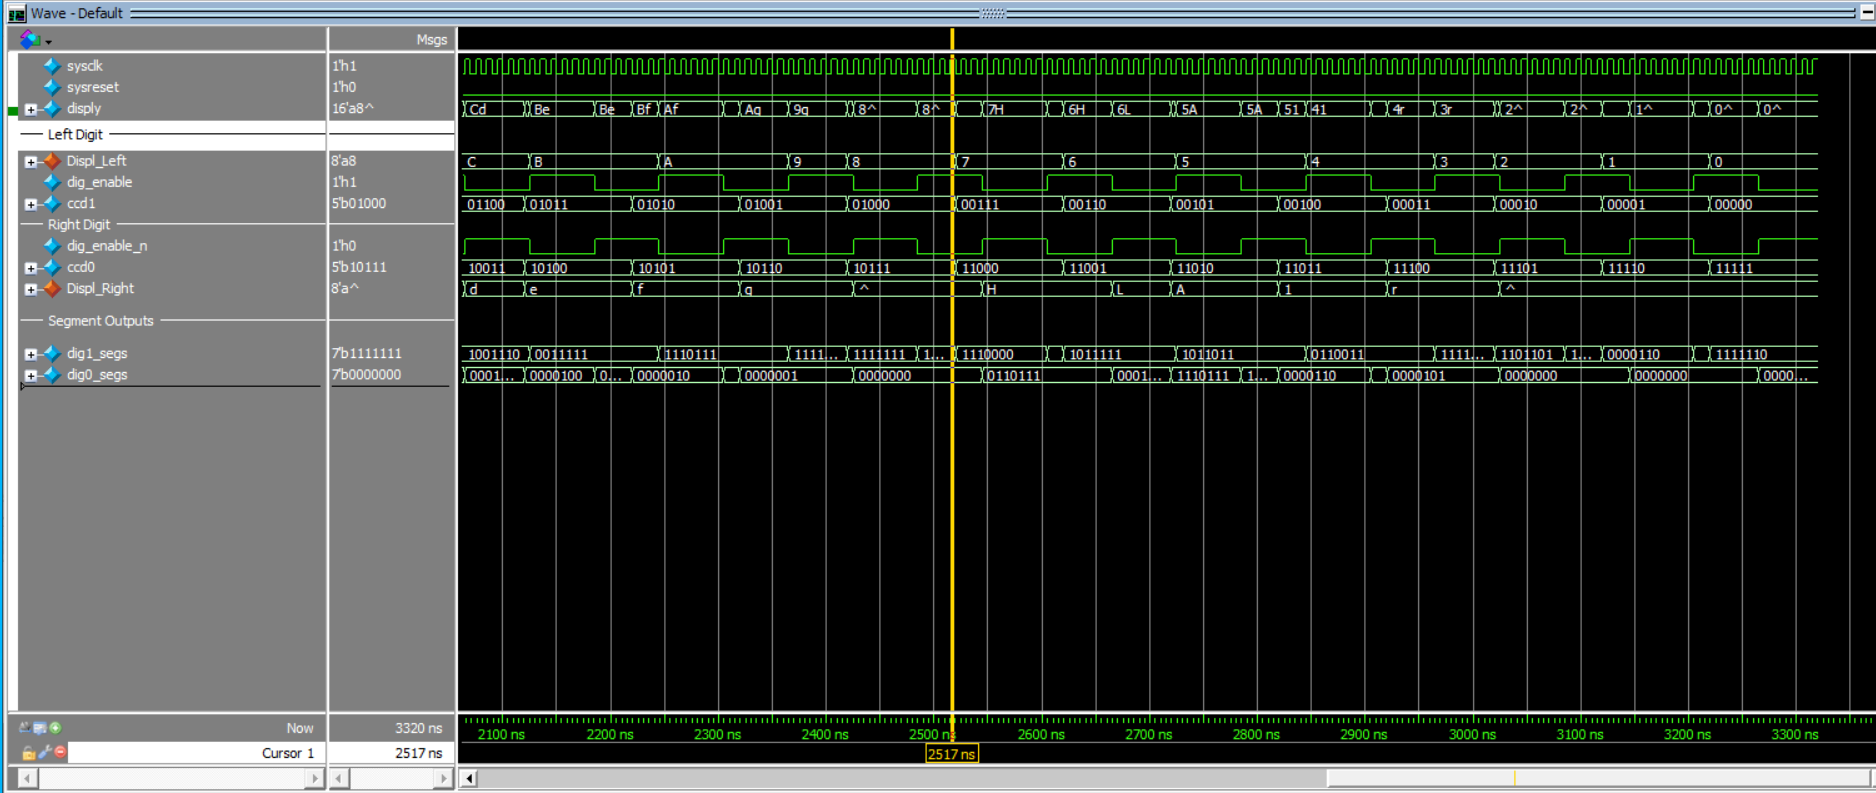 Wave - Default
Msgs
sysclk 1'h1
sysreset 1'h0
disply 16'a8^ Cd Be Be Bf Af Ag 9g 8^ 8^ 7H 6H 6L 5A 5A 51 41 4r 3r 2^ 2^ 1^ 0^ 0^
Left Digit
Displ_Left 8'a8 C B A 9 8 7 6 5 4 3 2 1 0
dig_enable 1'h1
ccd1 5'b01000 01100 01011 01010 01001 01000 00111 00110 00101 00100 00011 00010 00001 00000
Right Digit
dig_enable_n 1'h0
ccd0 5'b10111 10011 10100 10101 10110 10111 11000 11001 11010 11011 11100 11101 11110 11111
Displ_Right 8'a^ d e f g ^ H L A 1 r ^
Segment Outputs
dig1_segs 7'b1111111 1001110 0011111 1110111 1111... 1111111 1... 1110000 1011111 1011011 0110011 1111... 1101101 1... 0000110 1111110
dig0_segs 7'b0000000 0001... 0000100 0... 0000010 0000001 0000000 0110111 0001... 1110111 1... 0000110 0000101 0000000 0000000 0000...
Now 3320 ns
2100 ns 2200 ns 2300 ns 2400 ns 2500 ns 2600 ns 2700 ns 2800 ns 2900 ns 3000 ns 3100 ns 3200 ns 3300 ns
Cursor 1 2517 ns
2517 ns